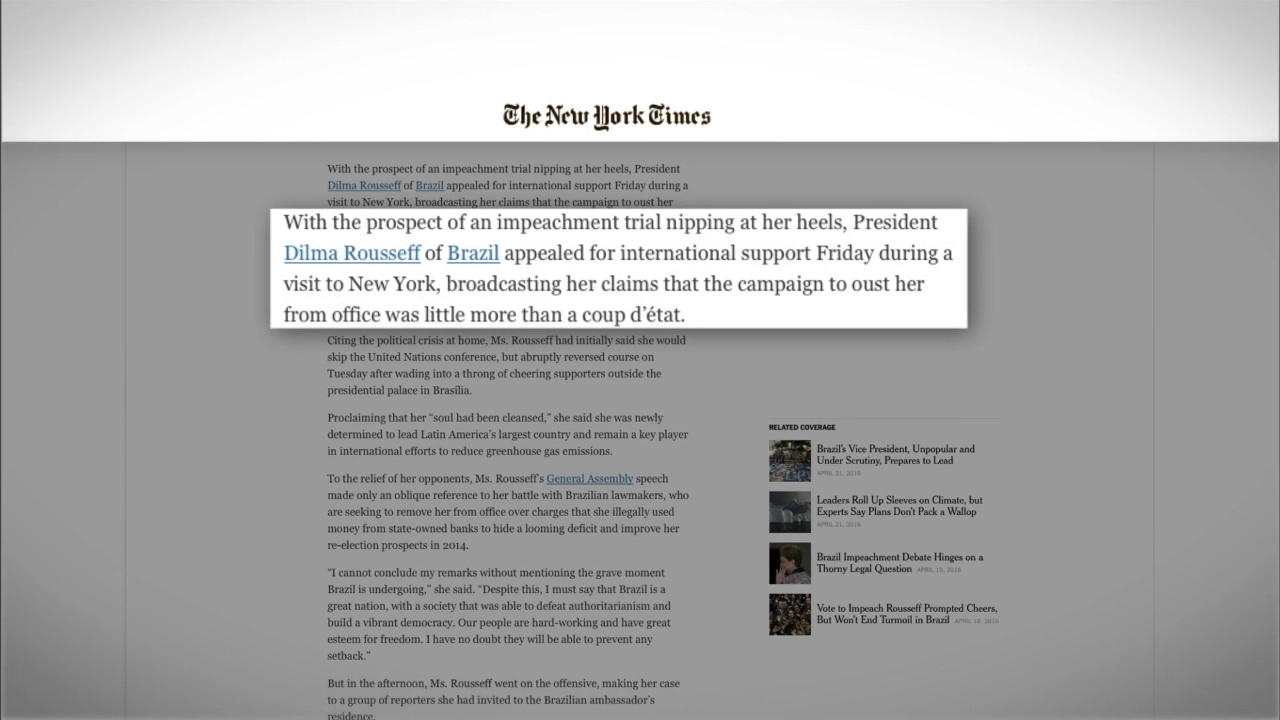 The New York Times
With the prospect of an impeachment trial nipping at her heels, President
Dilma Rousseff of Brazil appealed for international support Friday during a
visit to New York, broadcasting her claims that the campaign to oust her
With the prospect of an impeachment trial nipping at her heels, President
Dilma Rousseff of Brazil appealed for international support Friday during a
visit to New York, broadcasting her claims that the campaign to oust her
from office was little more than a coup d’état.
Citing the political crisis at home, Ms. Rousseff had initially said she would
skip the United Nations conference, but abruptly reversed course on
Tuesday after wading into a throng of cheering supporters outside the
presidential palace in Brasília.
Proclaiming that her “soul had been cleansed,” she said she was newly
determined to lead Latin America’s largest country and remain a key player
in international efforts to reduce greenhouse gas emissions.
To the relief of her opponents, Ms. Rousseff’s General Assembly speech
made only an oblique reference to her battle with Brazilian lawmakers, who
are seeking to remove her from office over charges that she illegally used
money from state-owned banks to hide a looming deficit and improve her
re-election prospects in 2014.
“I cannot conclude my remarks without mentioning the grave moment
Brazil is undergoing,” she said. “Despite this, I must say that Brazil is a
great nation, with a society that was able to defeat authoritarianism and
build a vibrant democracy. Our people are hard-working and have great
esteem for freedom. I have no doubt they will be able to prevent any
setback.”
But in the afternoon, Ms. Rousseff went on the offensive, making her case
to a group of reporters she had invited to the Brazilian ambassador’s
residence.
RELATED COVERAGE
Brazil’s Vice President, Unpopular and
Under Scrutiny, Prepares to Lead
APRIL 21, 2016
Leaders Roll Up Sleeves on Climate, but
Experts Say Plans Don’t Pack a Wallop
APRIL 21, 2016
Brazil Impeachment Debate Hinges on a
Thorny Legal Question APRIL 19, 2016
Vote to Impeach Rousseff Prompted Cheers,
But Won’t End Turmoil in Brazil APRIL 18, 2016